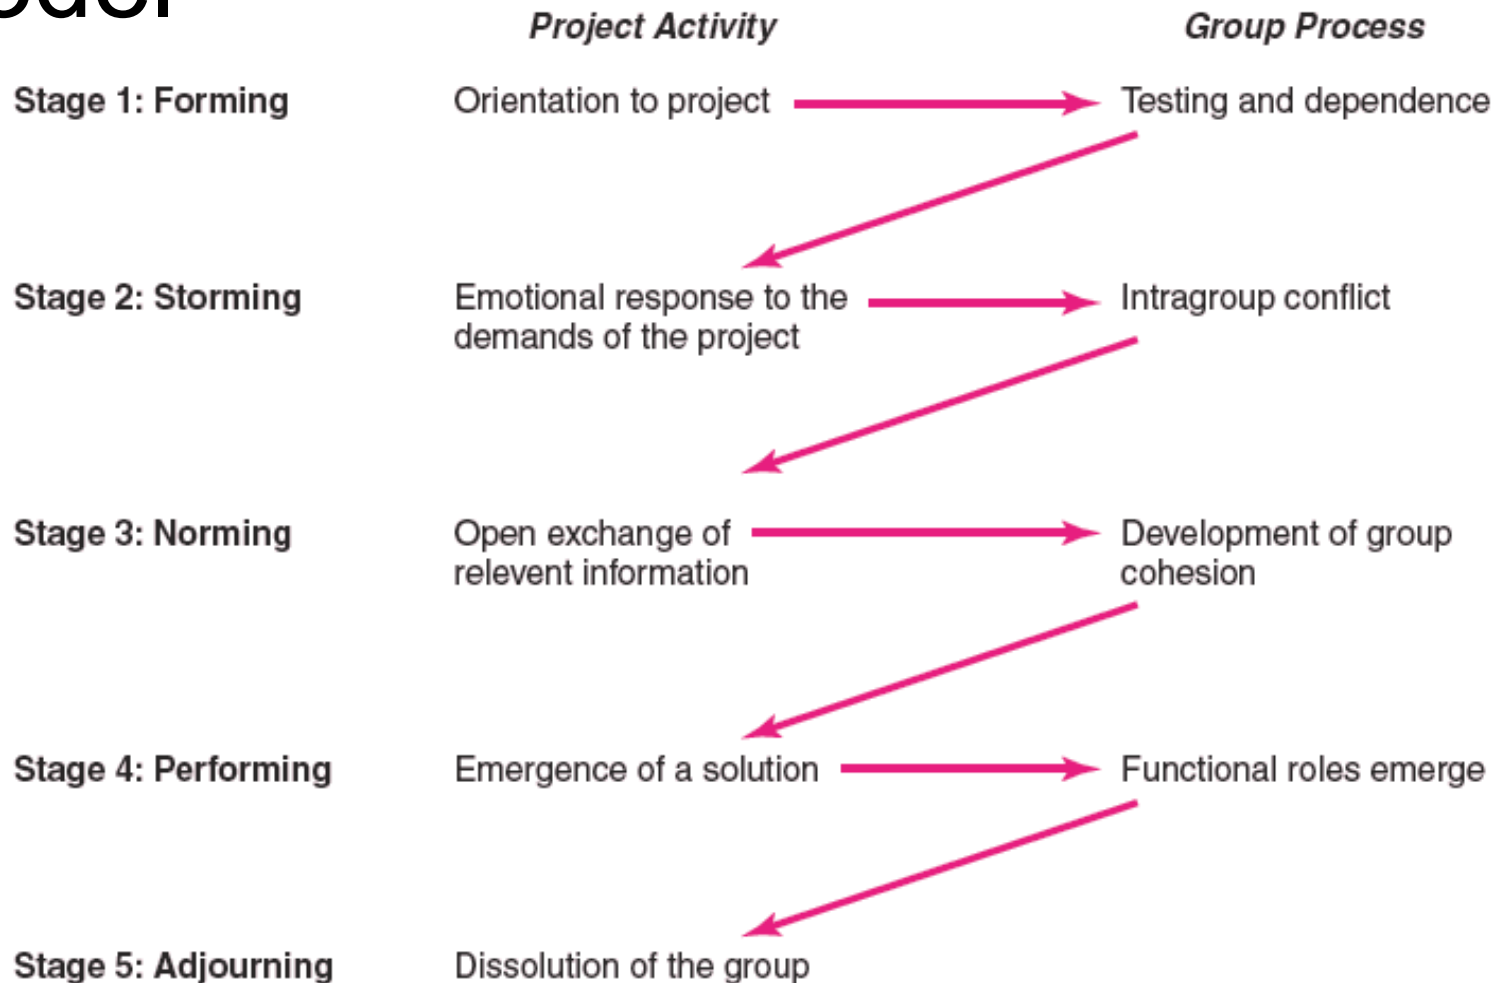 Project Activity Group Process
Stage 1: Forming Orientation to project Testing and dependence
Stage 2: Storming Emotional response to the Intragroup conflict
demands of the project
Stage 3: Norming Open exchange of Development of group
relevent information cohesion
Stage 4: Performing Emergence of a solution Functional roles emerge
Stage 5: Adjourning Dissolution of the group